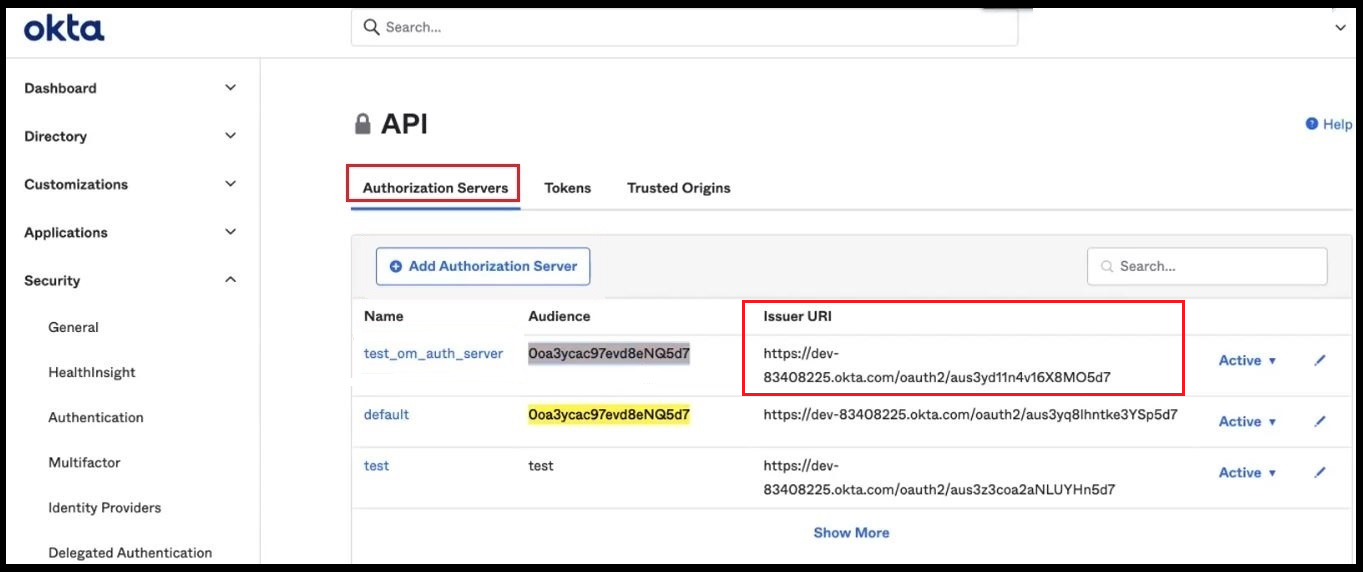 okta
Search...
Dashboard
Directory
Customizations
Applications
Security
General
HealthInsight
Authentication
Multifactor
Identity Providers
Delegated Authentication
API
Help
Authorization Servers
Tokens
Trusted Origins
Add Authorization Server
Search...
Name
Audience
Issuer URI
test_om_auth_server
0oa3ycac97evd8eNQ5d7
https://dev-
83408225.okta.com/oauth2/aus3yd11n4v16X8MO5d7
Active
default
0oa3ycac97evd8eNQ5d7
https://dev-83408225.okta.com/oauth2/aus3yq8lhntke3YSp5d7
Active
test
test
https://dev-
83408225.okta.com/oauth2/aus3z3coa2aNLUYHn5d7
Active
Show More